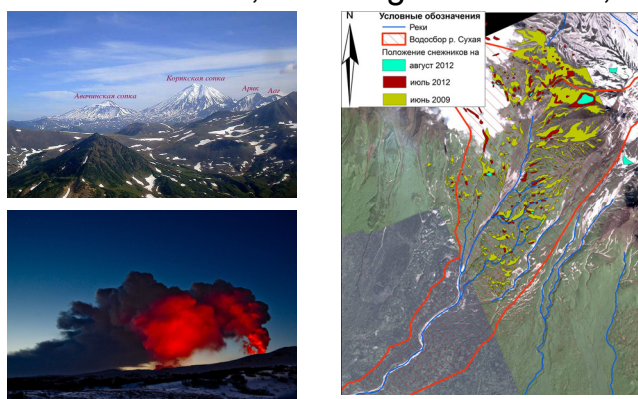 Авачинская сопка
Корякская сопка
Арик
Ааг
N
Условные обозначения
Реки
Водосбор р. Сухая
Положение снежников на
август 2012
июль 2012
июнь 2009